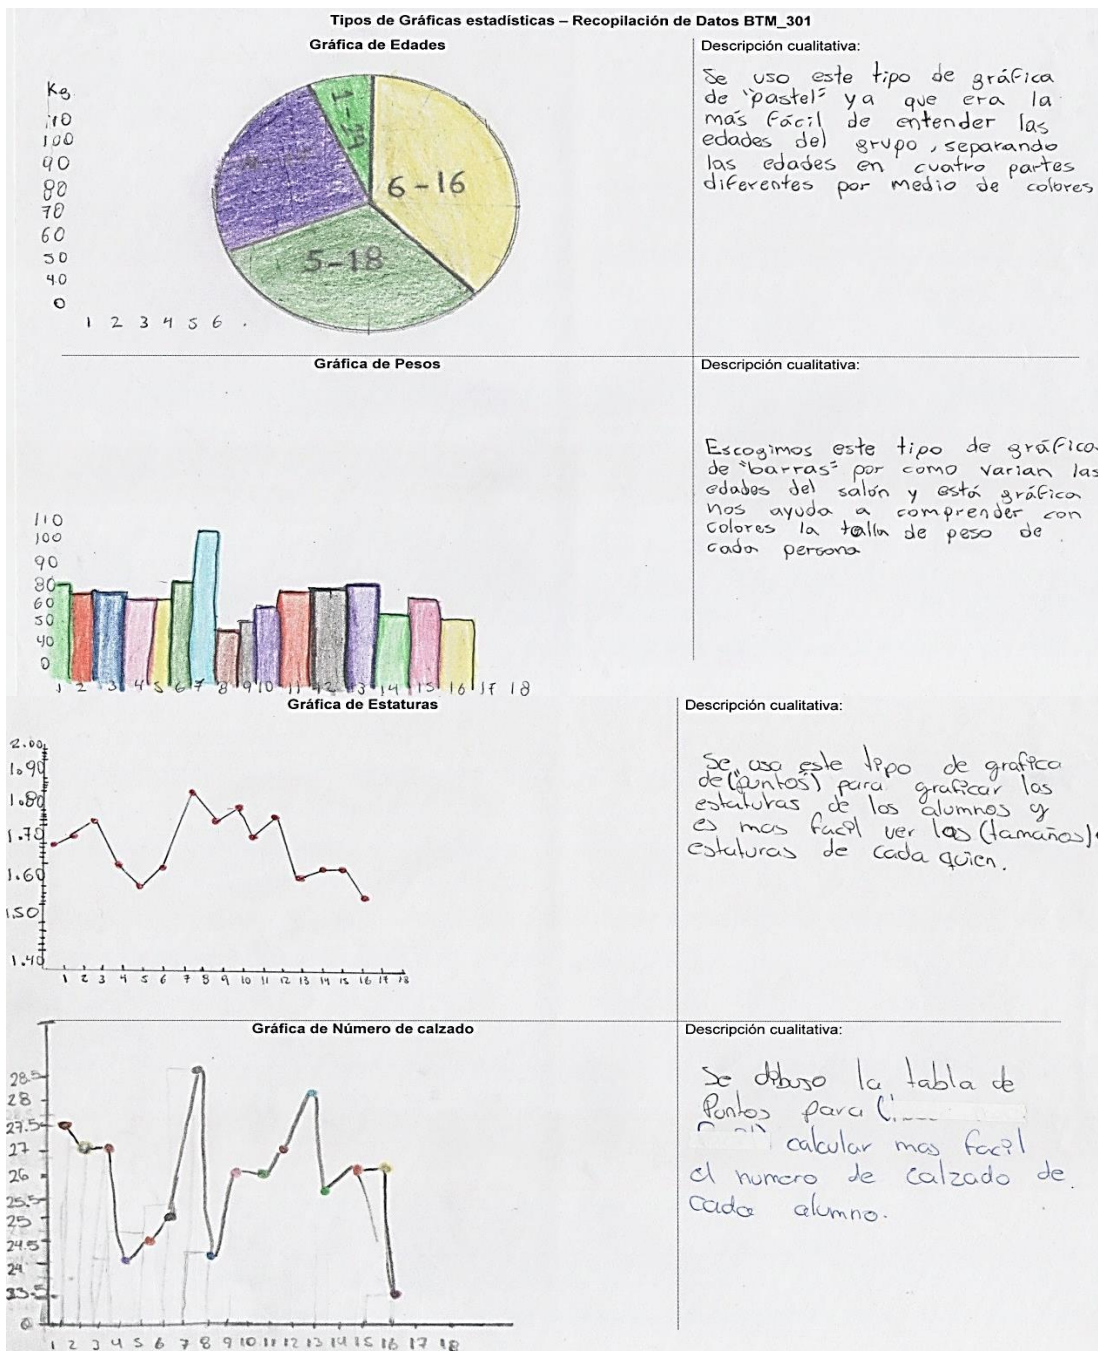 Tipos de Gráficas estadísticas – Recopilación de Datos BTM_301
Gráfica de Edades
Descripción cualitativa:
Se uso este tipo de gráfica
de "pastel" ya que era la
más fácil de entender las
edades del grupo, separando
las edades en cuatro partes
diferentes por medio de colores
Kg
110
100
90
80
70
60
50
40
0
1 2 3 4 5 6
6-16
5-18
Gráfica de Pesos
Descripción cualitativa:
Escogimos este tipo de gráfica
de "barras" por como varian las
edades del salón y está gráfica
nos ayuda a comprender con
colores la talla de peso de
cada persona
110
100
90
80
60
50
40
0
1 2 3 4 5 6 7 8 9 10 11 12 13 14 15 16 17 18
Gráfica de Estaturas
Descripción cualitativa:
Se usa este tipo de grafica
de ("puntos") para graficar las
estaturas de los alumnos y
es mas facil ver las (tamaños)
estaturas de cada quien.
2.00
1.90
1.80
1.70
1.60
1.50
1.40
1 2 3 4 5 6 7 8 9 10 11 12 13 14 15 16 17 18
Gráfica de Número de calzado
Descripción cualitativa:
Se dibujo la tabla de
Puntos para
calcular mas facil
el numero de calzado de
cada alumno.
28.5
28
27.5
27
26
25.5
25
24.5
24
23.5
0
1 2 3 4 5 6 7 8 9 10 11 12 13 14 15 16 17 18